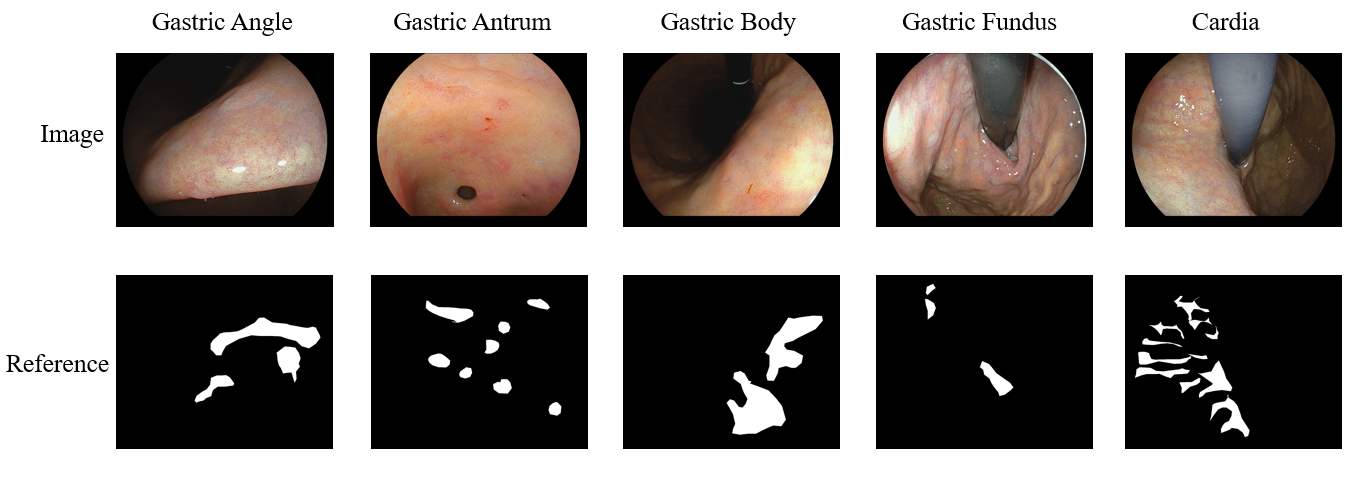 Gastric Angle
Gastric Antrum
Gastric Body
Gastric Fundus
Cardia
Image
Reference